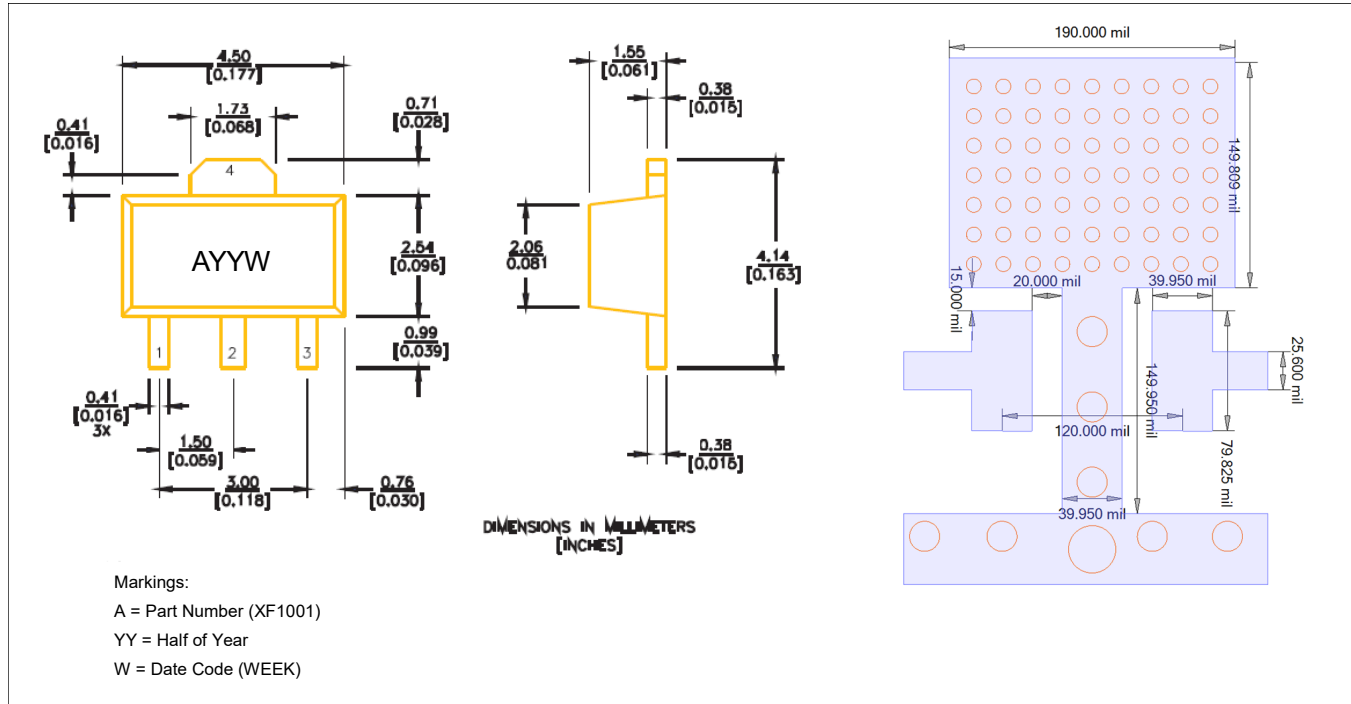 4.50
[0.177]
1.73
[0.068]
0.41
[0.016]
0.71
[0.028]
4
AYYW
2.54
[0.096]
1
2
3
0.99
[0.039]
0.41
[0.016]
3X
1.50
[0.059]
3.00
[0.118]
0.76
[0.030]
1.55
[0.061]
0.38
[0.015]
2.06
0.081
4.14
[0.163]
0.38
[0.015]
DIMENSIONS IN MILLIMETERS
[INCHES]
Markings:
A = Part Number (XF1001)
YY = Half of Year
W = Date Code (WEEK)
190.000 mil
149.809 mil
15.000 mil
20.000 mil
39.950 mil
25.600 mil
149.950 mil
120.000 mil
79.825 mil
39.950 mil